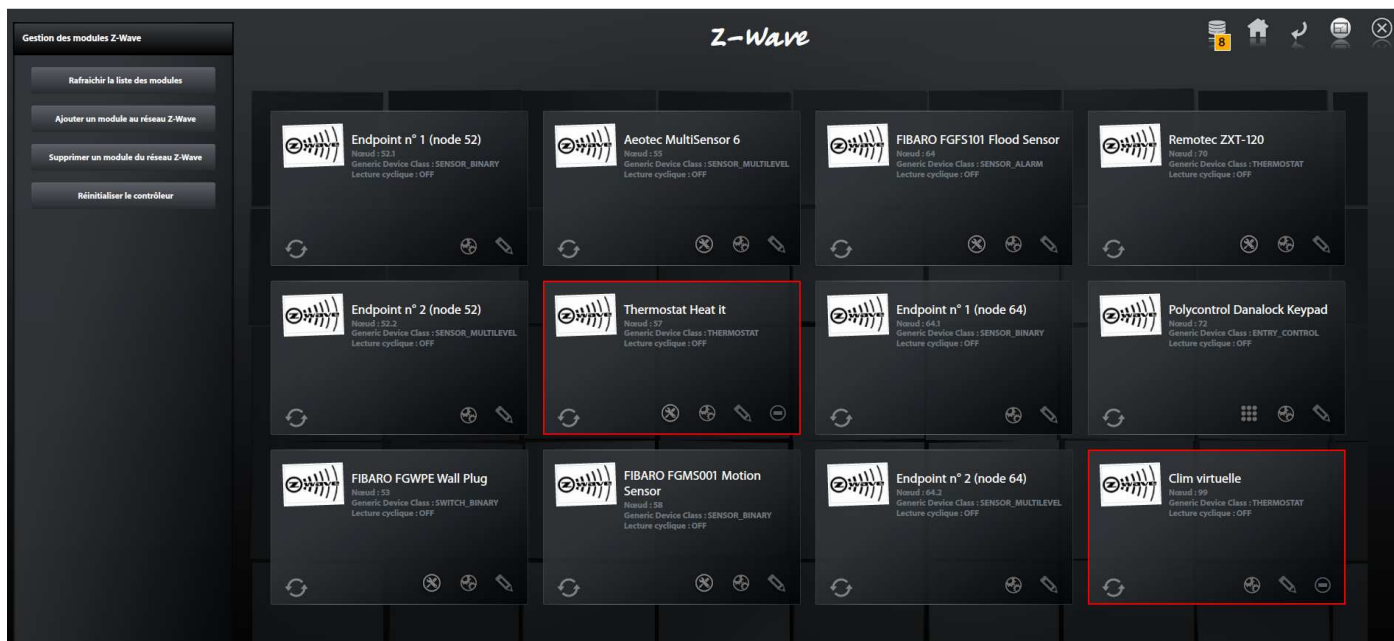 Z-Wave
8
Gestion des modules Z-Wave
Rafraichir la liste des modules
Ajouter un module au réseau Z-Wave
Supprimer un module du réseau Z-Wave
Réinitialiser le contrôleur
Endpoint n° 1 (node 52)
Nœud : 52.1
Generic Device Class : SENSOR_BINARY
Lecture cyclique : OFF
Aeotec MultiSensor 6
Nœud : 55
Generic Device Class : SENSOR_MULTILEVEL
Lecture cyclique : OFF
FIBARO FGFS101 Flood Sensor
Nœud : 64
Generic Device Class : SENSOR_ALARM
Lecture cyclique : OFF
Remotec ZXT-120
Nœud : 70
Generic Device Class : THERMOSTAT
Lecture cyclique : OFF
Endpoint n° 2 (node 52)
Nœud : 52.2
Generic Device Class : SENSOR_MULTILEVEL
Lecture cyclique : OFF
Thermostat Heat it
Nœud : 57
Generic Device Class : THERMOSTAT
Lecture cyclique : OFF
Endpoint n° 1 (node 64)
Nœud : 64.1
Generic Device Class : SENSOR_BINARY
Lecture cyclique : OFF
Polycontrol Danalock Keypad
Nœud : 72
Generic Device Class : ENTRY_CONTROL
Lecture cyclique : OFF
FIBARO FGWPE Wall Plug
Nœud : 53
Generic Device Class : SWITCH_BINARY
Lecture cyclique : OFF
FIBARO FGMS001 Motion
Sensor
Nœud : 58
Generic Device Class : SENSOR_BINARY
Lecture cyclique : OFF
Endpoint n° 2 (node 64)
Nœud : 64.2
Generic Device Class : SENSOR_MULTILEVEL
Lecture cyclique : OFF
Clim virtuelle
Nœud : 99
Generic Device Class : THERMOSTAT
Lecture cyclique : OFF